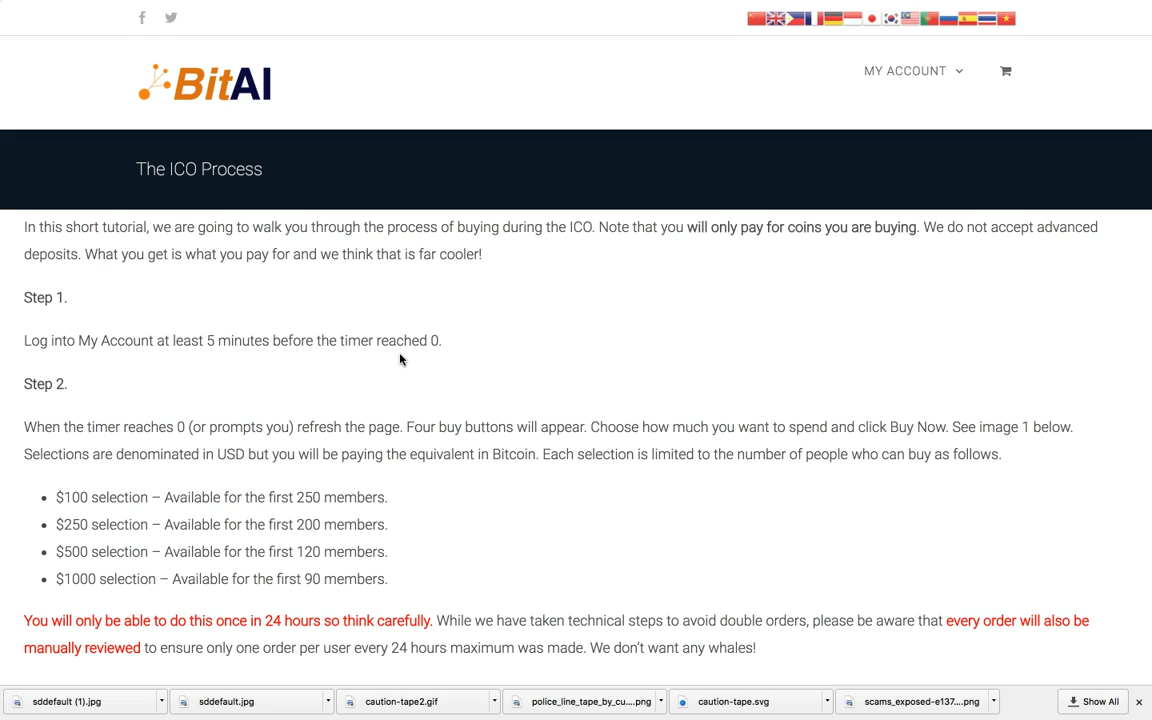 MY ACCOUNT
BitAI
The ICO Process
In this short tutorial, we are going to walk you through the process of buying during the ICO. Note that you will only pay for coins you are buying. We do not accept advanced
deposits. What you get is what you pay for and we think that is far cooler!
Step 1.
Log into My Account at least 5 minutes before the timer reached 0.
Step 2.
When the timer reaches 0 (or prompts you) refresh the page. Four buy buttons will appear. Choose how much you want to spend and click Buy Now. See image 1 below.
Selections are denominated in USD but you will be paying the equivalent in Bitcoin. Each selection is limited to the number of people who can buy as follows.
• $100 selection – Available for the first 250 members.
• $250 selection – Available for the first 200 members.
• $500 selection – Available for the first 120 members.
• $1000 selection – Available for the first 90 members.
You will only be able to do this once in 24 hours so think carefully. While we have taken technical steps to avoid double orders, please be aware that every order will also be
manually reviewed to ensure only one order per user every 24 hours maximum was made. We don't want any whales!
sddefault (1).jpg sddefault.jpg caution-tape2.gif police_line_tape_by_cu....png caution-tape.svg scams_exposed-e137....png Show All